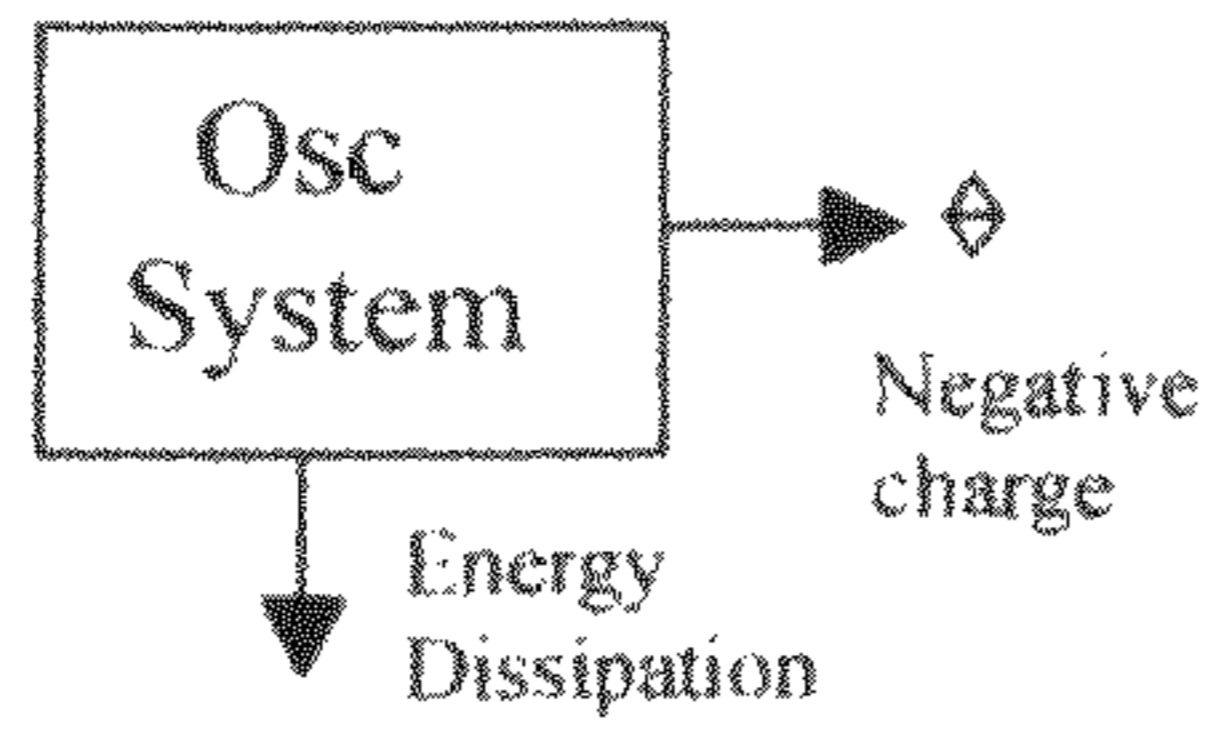 Osc
System
Negative
charge
Energy
Dissipation